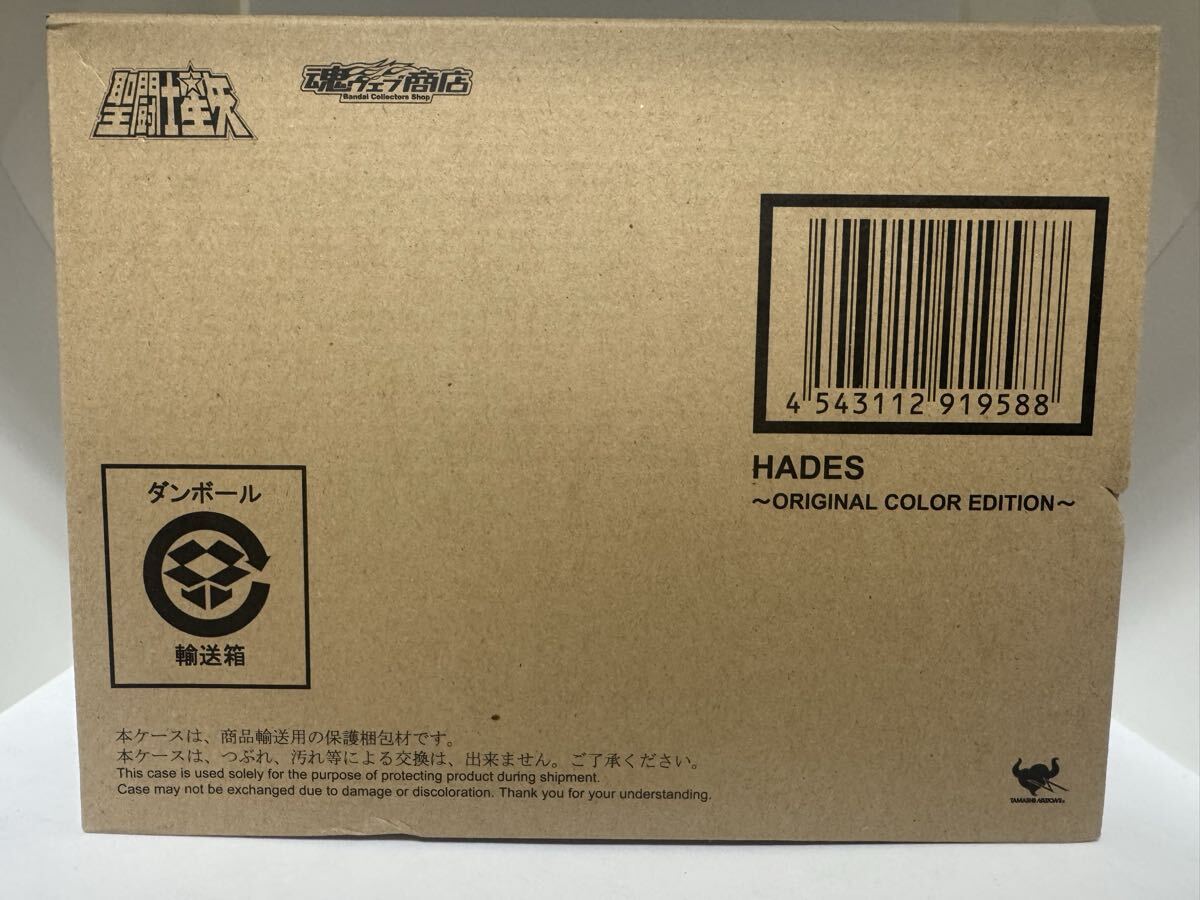 聖闘士星矢
魂ウェブ商店
Bandai Collectors Shop
4 543112 919588
HADES
～ORIGINAL COLOR EDITION～
ダンボール
輸送箱
本ケースは、商品輸送用の保護梱包材です。
本ケースは、つぶれ、汚れ等による交換は、出来ません。ご了承ください。
This case is used solely for the purpose of protecting product during shipment.
Case may not be exchanged due to damage or discoloration. Thank you for your understanding.
TAMASHII NATIONS